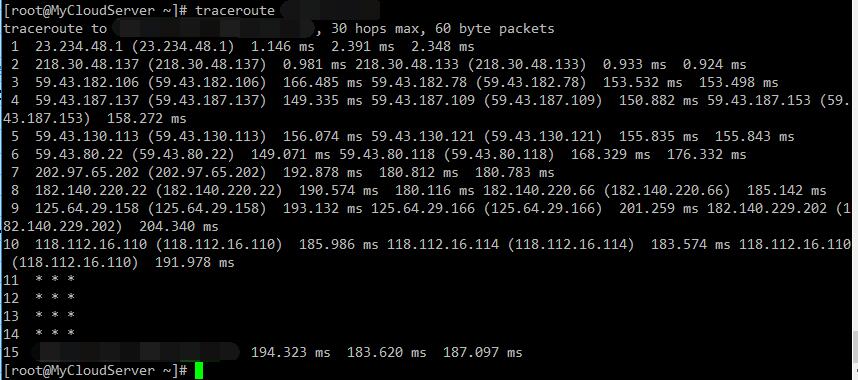 [root@MyCloudServer ~]# traceroute
traceroute to , 30 hops max, 60 byte packets
 1  23.234.48.1 (23.234.48.1)  1.146 ms  2.391 ms  2.348 ms
 2  218.30.48.137 (218.30.48.137)  0.981 ms 218.30.48.133 (218.30.48.133)  0.933 ms  0.924 ms
 3  59.43.182.106 (59.43.182.106)  166.485 ms 59.43.182.78 (59.43.182.78)  153.532 ms  153.498 ms
 4  59.43.187.137 (59.43.187.137)  149.335 ms 59.43.187.109 (59.43.187.109)  150.882 ms 59.43.187.153 (59.
43.187.153)  158.272 ms
 5  59.43.130.113 (59.43.130.113)  156.074 ms 59.43.130.121 (59.43.130.121)  155.835 ms  155.843 ms
 6  59.43.80.22 (59.43.80.22)  149.071 ms 59.43.80.118 (59.43.80.118)  168.329 ms  176.332 ms
 7  202.97.65.202 (202.97.65.202)  192.878 ms  180.812 ms  180.783 ms
 8  182.140.220.22 (182.140.220.22)  190.574 ms  180.116 ms 182.140.220.66 (182.140.220.66)  185.142 ms
 9  125.64.29.158 (125.64.29.158)  193.132 ms 125.64.29.166 (125.64.29.166)  201.259 ms 182.140.229.202 (1
82.140.229.202)  204.340 ms
10  118.112.16.110 (118.112.16.110)  185.986 ms 118.112.16.114 (118.112.16.114)  183.574 ms 118.112.16.110
 (118.112.16.110)  191.978 ms
11  * * *
12  * * *
13  * * *
14  * * *
15  194.323 ms  183.620 ms  187.097 ms
[root@MyCloudServer ~]#